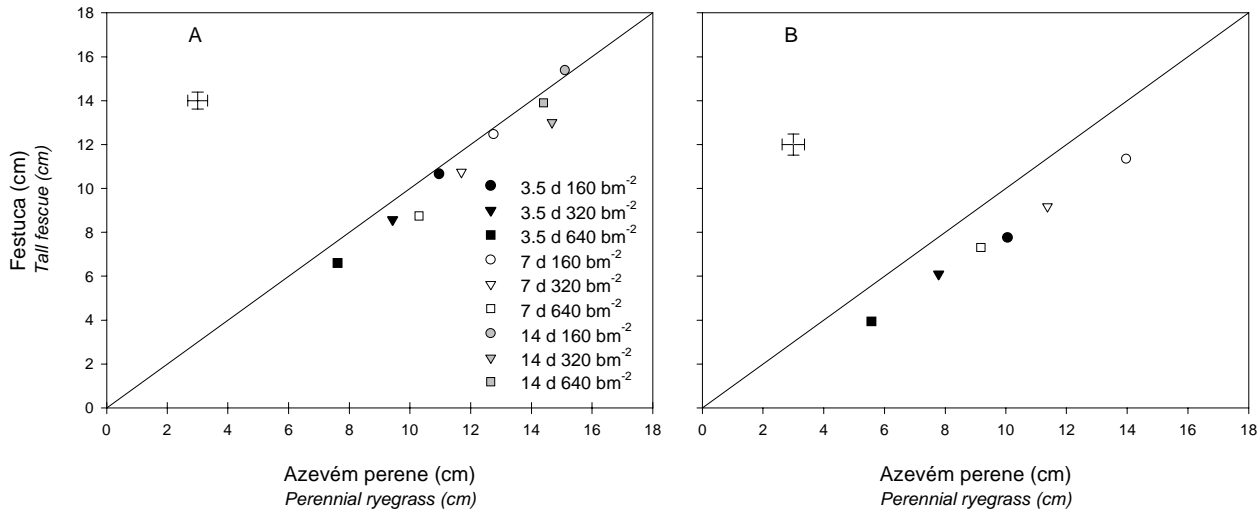 A
18
16
14
12
10
8
6
4
2
0
Festuca (cm)
Tall fescue (cm)
3.5 d 160 bm-2
3.5 d 320 bm-2
3.5 d 640 bm-2
7 d 160 bm-2
7 d 320 bm-2
7 d 640 bm-2
14 d 160 bm-2
14 d 320 bm-2
14 d 640 bm-2
0 2 4 6 8 10 12 14 16 18
Azevém perene (cm)
Perennial ryegrass (cm)
B
0 2 4 6 8 10 12 14 16 18
Azevém perene (cm)
Perennial ryegrass (cm)